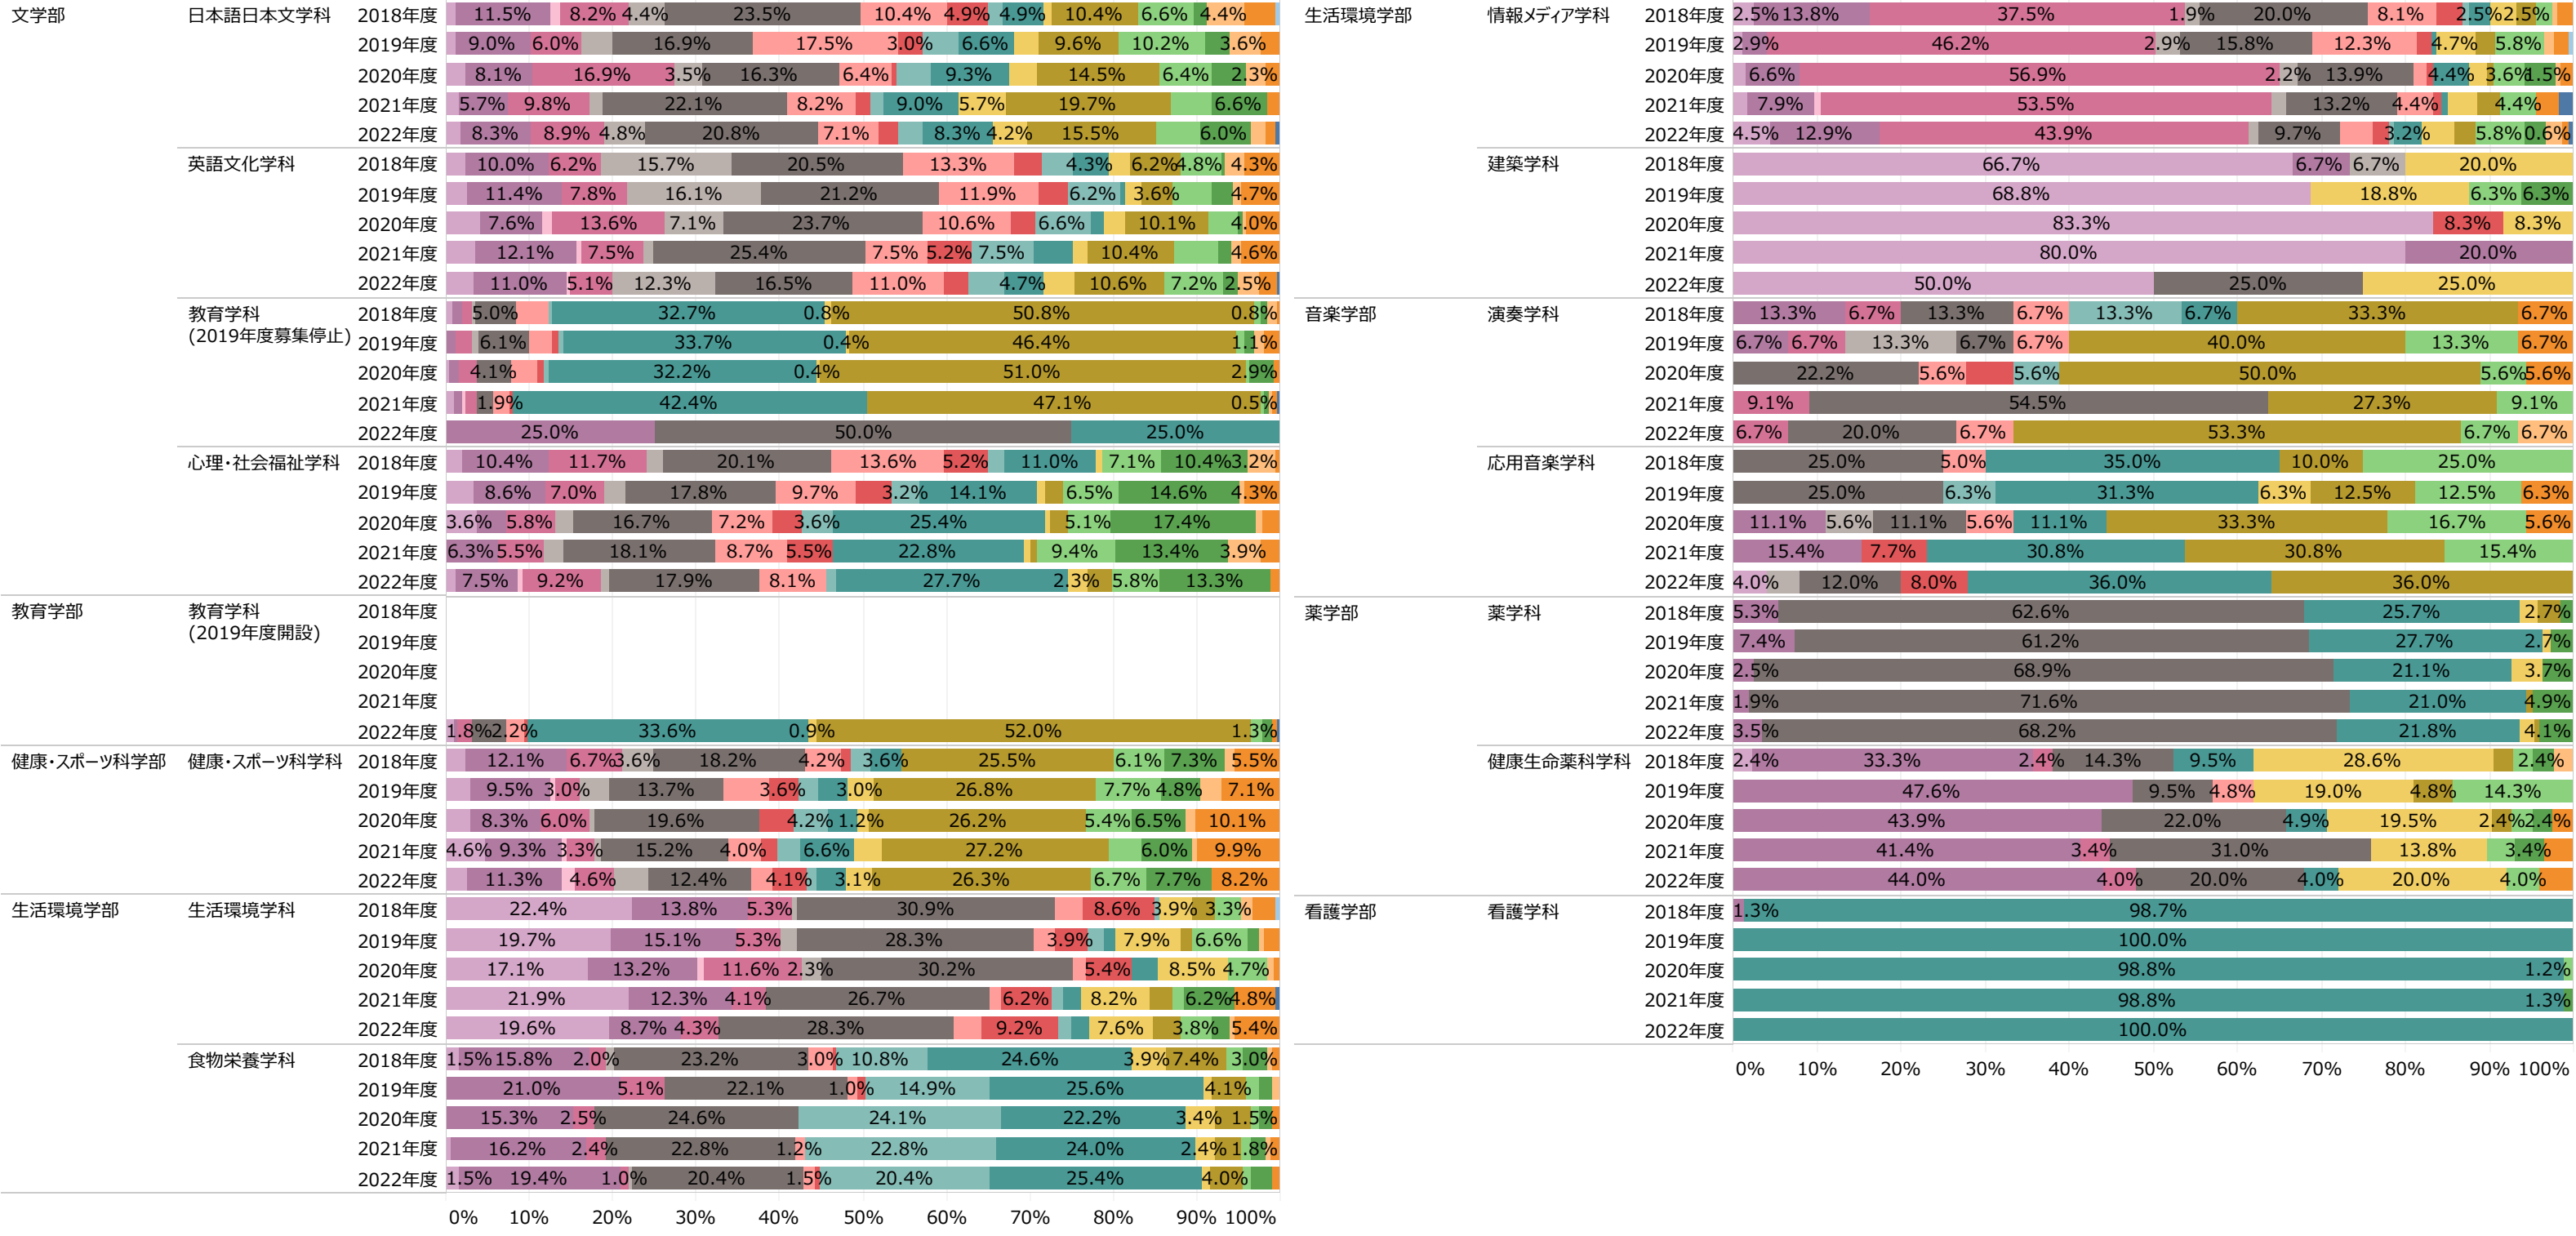 文学部 日本語日本文学科 2018年度 11.5% 8.2% 4.4% 23.5% 10.4% 4.9% 4.9% 10.4% 6.6% 4.4%
2019年度 9.0% 6.0% 16.9% 17.5% 3.0% 6.6% 9.6% 10.2% 3.6%
2020年度 8.1% 16.9% 3.5% 16.3% 6.4% 9.3% 14.5% 6.4% 2.3%
2021年度 5.7% 9.8% 22.1% 8.2% 9.0% 5.7% 19.7% 6.6%
2022年度 8.3% 8.9% 4.8% 20.8% 7.1% 8.3% 4.2% 15.5% 6.0%
英語文化学科 2018年度 10.0% 6.2% 15.7% 20.5% 13.3% 4.3% 6.2% 4.8% 4.3%
2019年度 11.4% 7.8% 16.1% 21.2% 11.9% 6.2% 3.6% 4.7%
2020年度 7.6% 13.6% 7.1% 23.7% 10.6% 6.6% 10.1% 4.0%
2021年度 12.1% 7.5% 25.4% 7.5% 5.2% 7.5% 10.4% 4.6%
2022年度 11.0% 5.1% 12.3% 16.5% 11.0% 4.7% 10.6% 7.2% 2.5%
教育学科 2018年度 5.0% 32.7% 0.8% 50.8% 0.8%
(2019年度募集停止) 2019年度 6.1% 33.7% 0.4% 46.4% 1.1%
2020年度 4.1% 32.2% 0.4% 51.0% 2.9%
2021年度 1.9% 42.4% 47.1% 0.5%
2022年度 25.0% 50.0% 25.0%
心理・社会福祉学科 2018年度 10.4% 11.7% 20.1% 13.6% 5.2% 11.0% 7.1% 10.4% 3.2%
2019年度 8.6% 7.0% 17.8% 9.7% 3.2% 14.1% 6.5% 14.6% 4.3%
2020年度 3.6% 5.8% 16.7% 7.2% 3.6% 25.4% 5.1% 17.4%
2021年度 6.3% 5.5% 18.1% 8.7% 5.5% 22.8% 9.4% 13.4% 3.9%
2022年度 7.5% 9.2% 17.9% 8.1% 27.7% 2.3% 5.8% 13.3%
教育学部 教育学科 2018年度
(2019年度開設) 2019年度
2020年度
2021年度
2022年度 1.8% 2.2% 33.6% 0.9% 52.0% 1.3%
健康・スポーツ科学部 健康・スポーツ科学科 2018年度 12.1% 6.7% 3.6% 18.2% 4.2% 3.6% 25.5% 6.1% 7.3% 5.5%
2019年度 9.5% 3.0% 13.7% 3.6% 3.0% 26.8% 7.7% 4.8% 7.1%
2020年度 8.3% 6.0% 19.6% 4.2% 1.2% 26.2% 5.4% 6.5% 10.1%
2021年度 4.6% 9.3% 3.3% 15.2% 4.0% 6.6% 27.2% 6.0% 9.9%
2022年度 11.3% 4.6% 12.4% 4.1% 3.1% 26.3% 6.7% 7.7% 8.2%
生活環境学部 生活環境学科 2018年度 22.4% 13.8% 5.3% 30.9% 8.6% 3.9% 3.3%
2019年度 19.7% 15.1% 5.3% 28.3% 3.9% 7.9% 6.6%
2020年度 17.1% 13.2% 11.6% 2.3% 30.2% 5.4% 8.5% 4.7%
2021年度 21.9% 12.3% 4.1% 26.7% 6.2% 8.2% 6.2% 4.8%
2022年度 19.6% 8.7% 4.3% 28.3% 9.2% 7.6% 3.8% 5.4%
食物栄養学科 2018年度 1.5% 15.8% 2.0% 23.2% 3.0% 10.8% 24.6% 3.9% 7.4% 3.0%
2019年度 21.0% 5.1% 22.1% 1.0% 14.9% 25.6% 4.1%
2020年度 15.3% 2.5% 24.6% 24.1% 22.2% 3.4% 1.5%
2021年度 16.2% 2.4% 22.8% 1.2% 22.8% 24.0% 2.4% 1.8%
2022年度 1.5% 19.4% 1.0% 20.4% 1.5% 20.4% 25.4% 4.0%
0% 10% 20% 30% 40% 50% 60% 70% 80% 90% 100%
生活環境学部 情報メディア学科 2018年度 2.5% 13.8% 37.5% 1.9% 20.0% 8.1% 2.5% 2.5%
2019年度 2.9% 46.2% 2.9% 15.8% 12.3% 4.7% 5.8%
2020年度 6.6% 56.9% 2.2% 13.9% 4.4% 3.6% 1.5%
2021年度 7.9% 53.5% 13.2% 4.4% 4.4%
2022年度 4.5% 12.9% 43.9% 9.7% 3.2% 5.8% 0.6%
建築学科 2018年度 66.7% 6.7% 6.7% 20.0%
2019年度 68.8% 18.8% 6.3% 6.3%
2020年度 83.3% 8.3% 8.3%
2021年度 80.0% 20.0%
2022年度 50.0% 25.0% 25.0%
音楽学部 演奏学科 2018年度 13.3% 6.7% 13.3% 6.7% 13.3% 6.7% 33.3% 6.7%
2019年度 6.7% 6.7% 13.3% 6.7% 6.7% 40.0% 13.3% 6.7%
2020年度 22.2% 5.6% 5.6% 50.0% 5.6% 5.6%
2021年度 9.1% 54.5% 27.3% 9.1%
2022年度 6.7% 20.0% 6.7% 53.3% 6.7% 6.7%
応用音楽学科 2018年度 25.0% 5.0% 35.0% 10.0% 25.0%
2019年度 25.0% 6.3% 31.3% 6.3% 12.5% 12.5% 6.3%
2020年度 11.1% 5.6% 11.1% 5.6% 11.1% 33.3% 16.7% 5.6%
2021年度 15.4% 7.7% 30.8% 30.8% 15.4%
2022年度 4.0% 12.0% 8.0% 36.0% 36.0%
薬学部 薬学科 2018年度 5.3% 62.6% 25.7% 2.7%
2019年度 7.4% 61.2% 27.7% 2.7%
2020年度 2.5% 68.9% 21.1% 3.7%
2021年度 1.9% 71.6% 21.0% 4.9%
2022年度 3.5% 68.2% 21.8% 4.1%
健康生命薬科学科 2018年度 2.4% 33.3% 2.4% 14.3% 9.5% 28.6% 2.4%
2019年度 47.6% 9.5% 4.8% 19.0% 4.8% 14.3%
2020年度 43.9% 22.0% 4.9% 19.5% 2.4% 2.4%
2021年度 41.4% 3.4% 31.0% 13.8% 3.4%
2022年度 44.0% 4.0% 20.0% 4.0% 20.0% 4.0%
看護学部 看護学科 2018年度 1.3% 98.7%
2019年度 100.0%
2020年度 98.8% 1.2%
2021年度 98.8% 1.3%
2022年度 100.0%
0% 10% 20% 30% 40% 50% 60% 70% 80% 90% 100%